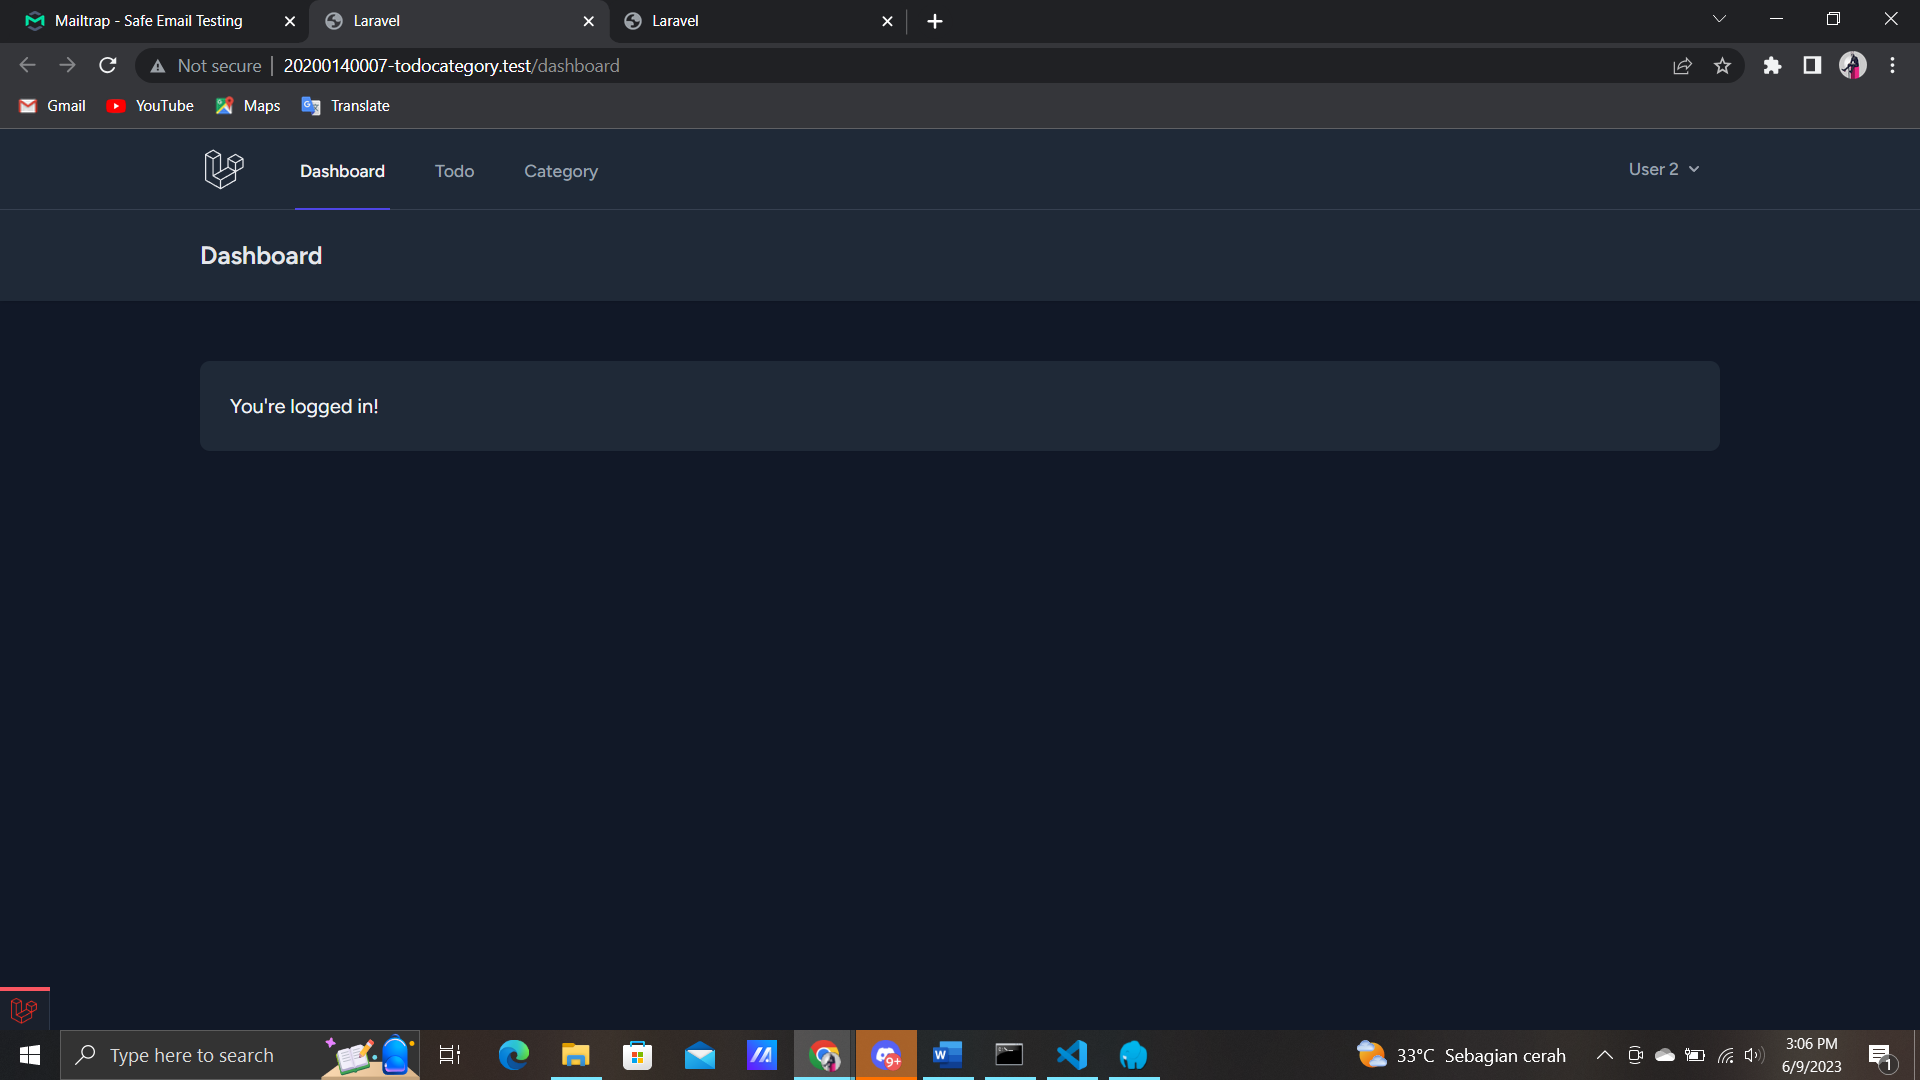 Mailtrap - Safe Email Testing
Laravel
Laravel
Not secure
20200140007-todocategory.test/dashboard
Gmail
YouTube
Maps
Translate
Dashboard
Todo
Category
User 2
Dashboard
You're logged in!
Type here to search
9+
33°C Sebagian cerah
3:06 PM
6/9/2023
1